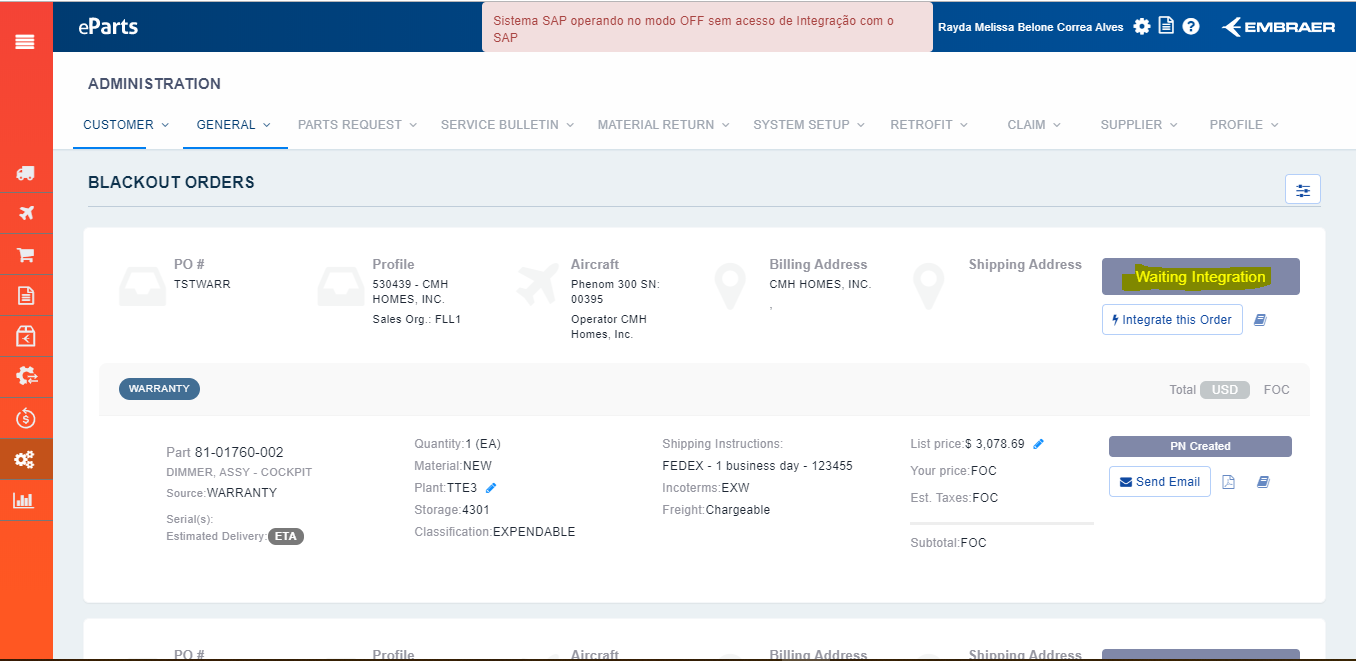 eParts
Sistema SAP operando no modo OFF sem acesso de Integração com o
SAP
Rayda Melissa Belone Correa Alves
EMBRAER
ADMINISTRATION
CUSTOMER GENERAL PARTS REQUEST SERVICE BULLETIN MATERIAL RETURN SYSTEM SETUP RETROFIT CLAIM SUPPLIER PROFILE
BLACKOUT ORDERS
PO #
TSTWARR
Profile
530439 - CMH
HOMES, INC.
Sales Org.: FLL1
Aircraft
Phenom 300 SN:
00395
Operator CMH
Homes, Inc.
Billing Address
CMH HOMES, INC.
,
Shipping Address
Waiting Integration
Integrate this Order
WARRANTY
Total USD FOC
Part 81-01760-002
DIMMER, ASSY - COCKPIT
Source:WARRANTY
Serial(s):
Estimated Delivery: ETA
Quantity:1 (EA)
Material:NEW
Plant:TTE3
Storage:4301
Classification:EXPENDABLE
Shipping Instructions:
FEDEX - 1 business day - 123455
Incoterms:EXW
Freight:Chargeable
List price:$ 3,078.69
Your price:FOC
Est. Taxes:FOC
Subtotal:FOC
PN Created
Send Email
PO # Profile Aircraft Billing Address Shipping Address